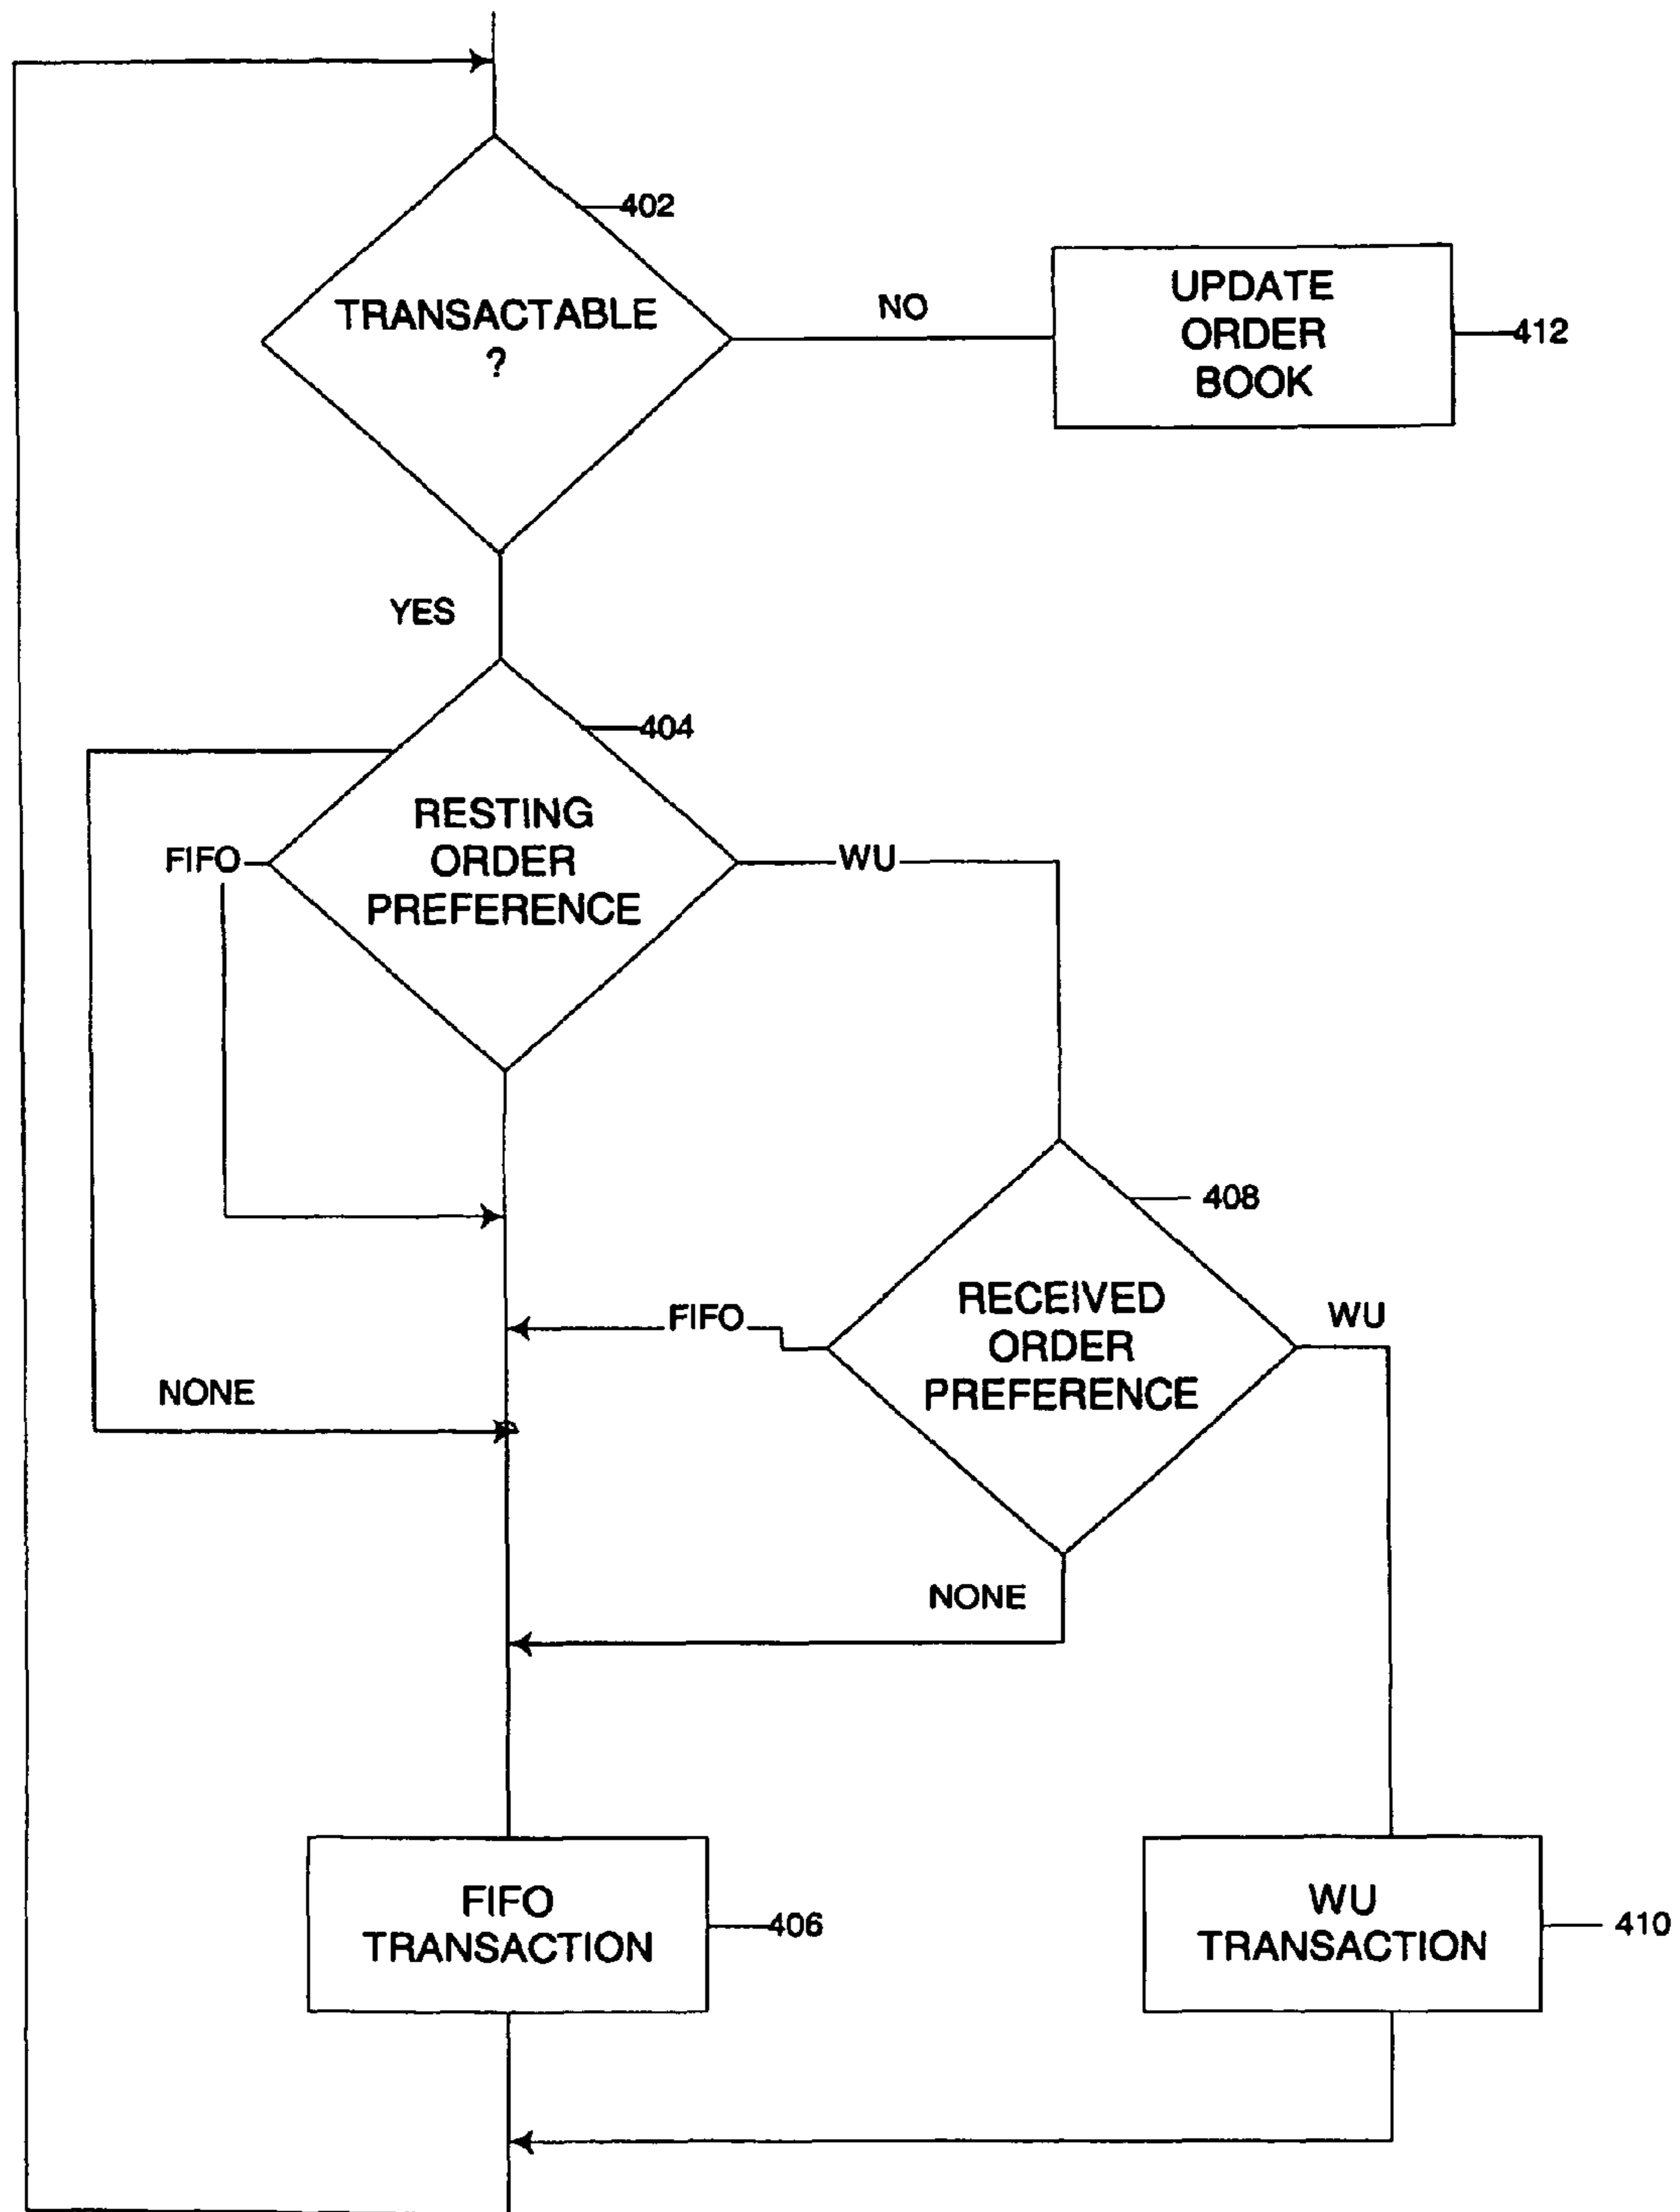 402
TRANSACTABLE
?
NO
UPDATE
ORDER
BOOK
412
YES
404
RESTING
ORDER
PREFERENCE
FIFO
WU
408
RECEIVED
ORDER
PREFERENCE
FIFO
WU
NONE
NONE
FIFO
TRANSACTION
406
WU
TRANSACTION
410